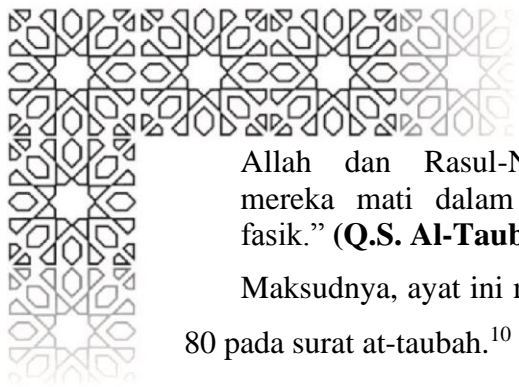 Allah dan Rasul-N
mereka mati dalam
fasik.” (Q.S. Al-Taub
Maksudnya, ayat ini
80 pada surat at-taubah.10